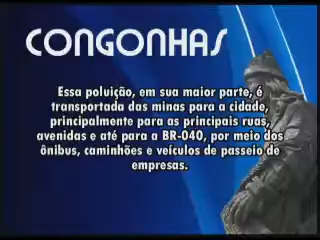 CONGONHAS
Essa poluição, em sua maior parte, é
transportada das minas para a cidade,
principalmente para as principais ruas,
avenidas e até para a BR-040, por meio dos
ônibus, caminhões e veículos de passeio de
empresas.